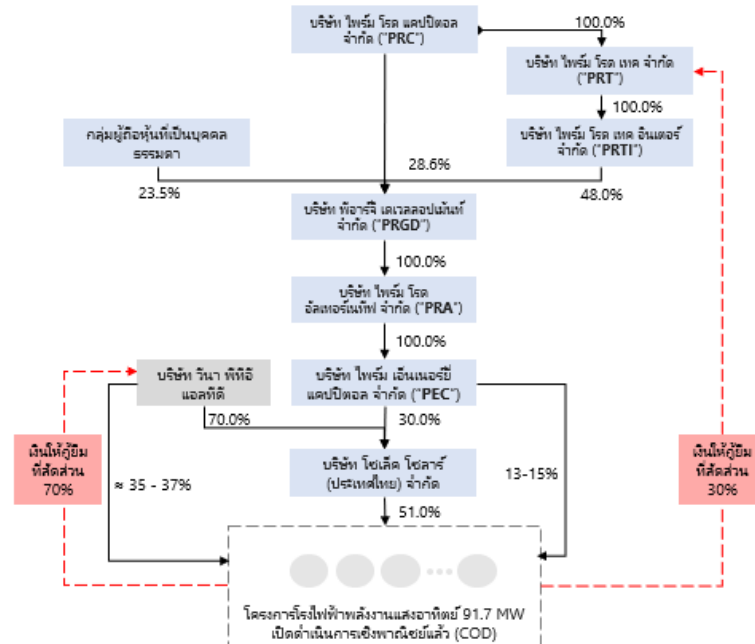 บริษัท ไพร์ม โรด แคปปิตอล
จำกัด ("PRC")
100.0%
บริษัท ไพร์ม โรด เทค จำกัด
("PRT")
100.0%
กลุ่มผู้ถือหุ้นที่เป็นบุคคล
ธรรมดา
บริษัท ไพร์ม โรด เทค อินเตอร์
จำกัด ("PRTI")
28.6%
23.5%
48.0%
บริษัท พีอาร์จี เดเวลลอปเม้นท์
จำกัด ("PRGD")
100.0%
บริษัท ไพร์ม โรด
อัลเทอร์เนทีฟ จำกัด ("PRA")
100.0%
บริษัท วีนา พีทีอี
แอลทีดี
บริษัท ไพร์ม เอ็นเนอร์ยี่
แคปปิตอล จำกัด ("PEC")
70.0%
30.0%
เงินให้กู้ยืม
ที่สัดส่วน
70%
≈ 35 - 37%
บริษัท โซเล็ค โซลาร์
(ประเทศไทย) จำกัด
13-15%
เงินให้กู้ยืม
ที่สัดส่วน
30%
51.0%
โครงการโรงไฟฟ้าพลังงานแสงอาทิตย์ 91.7 MW
เปิดดำเนินการเชิงพาณิชย์แล้ว (COD)